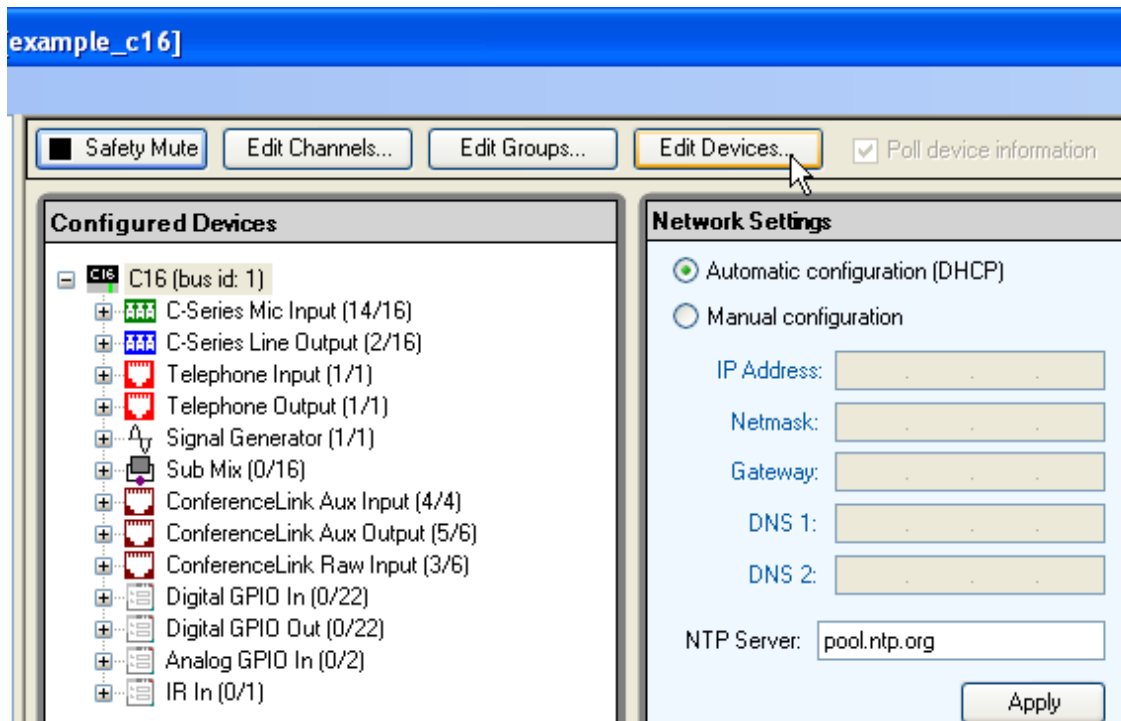 [example_c16]
Safety Mute Edit Channels... Edit Groups... Edit Devices... Poll device information
Configured Devices
C16 C16 (bus id: 1)
C-Series Mic Input (14/16)
C-Series Line Output (2/16)
Telephone Input (1/1)
Telephone Output (1/1)
Signal Generator (1/1)
Sub Mix (0/16)
ConferenceLink Aux Input (4/4)
ConferenceLink Aux Output (5/6)
ConferenceLink Raw Input (3/6)
Digital GPIO In (0/22)
Digital GPIO Out (0/22)
Analog GPIO In (0/2)
IR In (0/1)
Network Settings
Automatic configuration (DHCP)
Manual configuration
IP Address:
Netmask:
Gateway:
DNS 1:
DNS 2:
NTP Server: pool.ntp.org
Apply